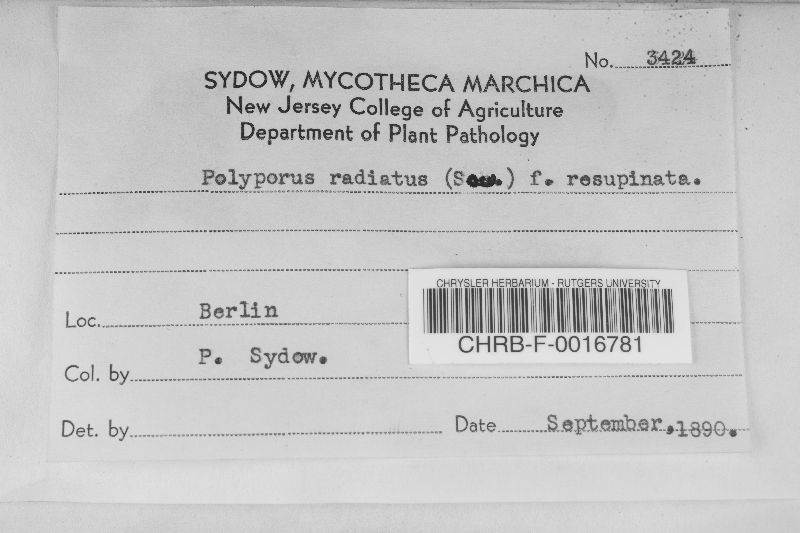 No. 3424
SYDOW, MYCOTHECA MARCHICA
New Jersey College of Agriculture
Department of Plant Pathology
Polyporus radiatus (Sow.) f. resupinata.
CHRYSLER HERBARIUM - RUTGERS UNIVERSITY
CHRB-F-0016781
Loc. Berlin
Col. by P. Sydow.
Det. by
Date September, 1890.